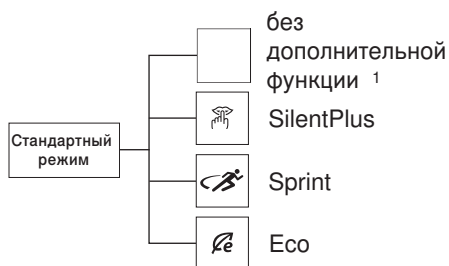 без
дополнительной
функции 1
SilentPlus
Стандартный
режим
Sprint
Eco